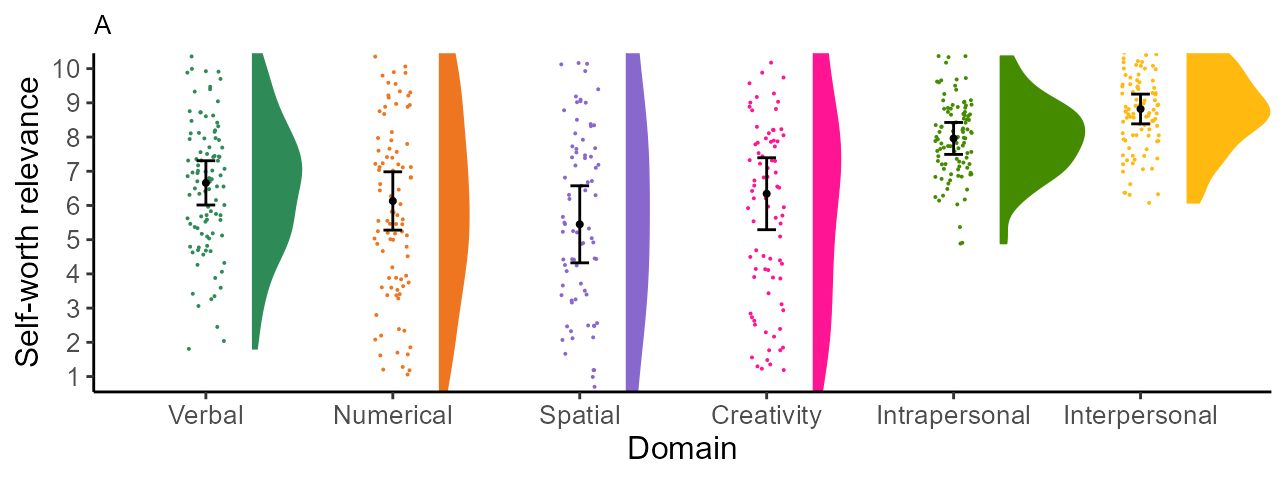 A
Self-worth relevance
10
9
8
7
6
5
4
3
2
1
Verbal Numerical Spatial Creativity Intrapersonal Interpersonal
Domain